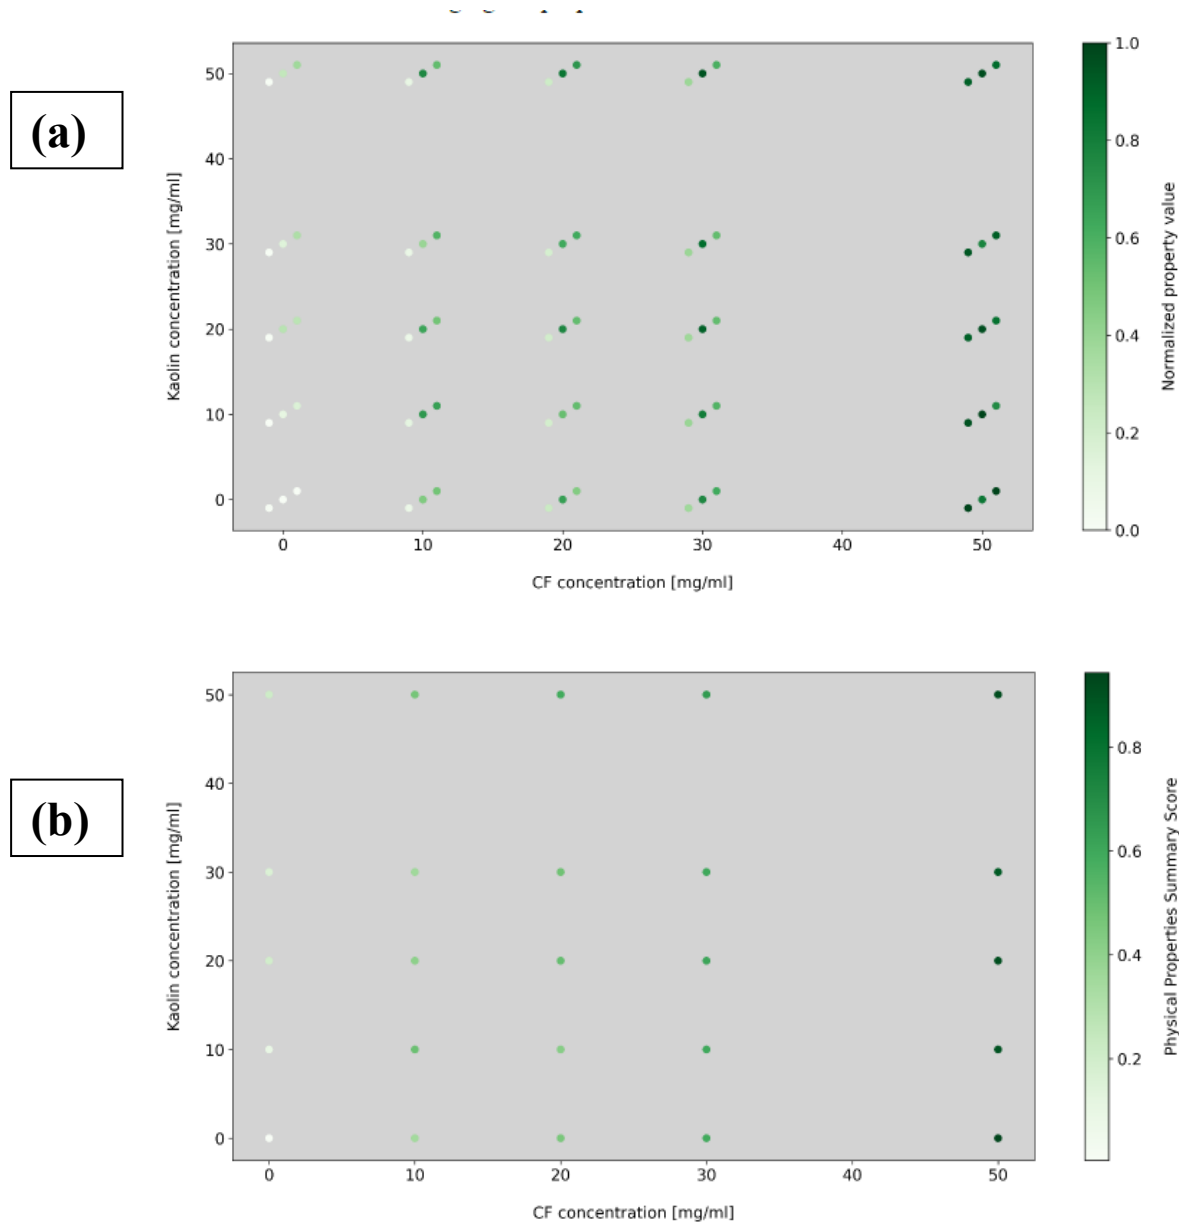 (a)
50
40
30
20
10
0
Kaolin concentration [mg/ml]
0 10 20 30 40 50
CF concentration [mg/ml]
1.0
0.8
0.6
0.4
0.2
0.0
Normalized property value
(b)
50
40
30
20
10
0
Kaolin concentration [mg/ml]
0 10 20 30 40 50
CF concentration [mg/ml]
0.8
0.6
0.4
0.2
Physical Properties Summary Score